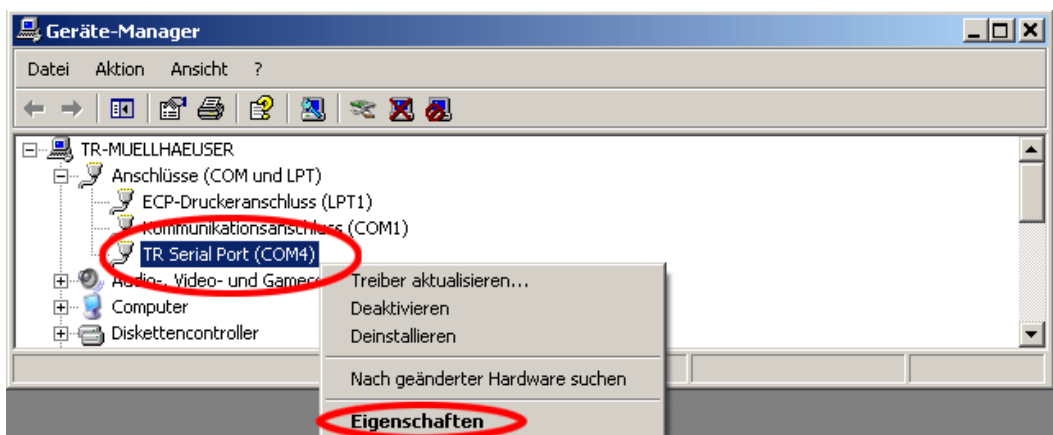 Geräte-Manager
Datei Aktion Ansicht ?
TR-MUELLHAEUSER
Anschlüsse (COM und LPT)
ECP-Druckeranschluss (LPT1)
Kommunikationsanschluss (COM1)
TR Serial Port (COM4)
Audio-, Video- und Gamec
Computer
Diskettencontroller
Treiber aktualisieren...
Deaktivieren
Deinstallieren
Nach geänderter Hardware suchen
Eigenschaften